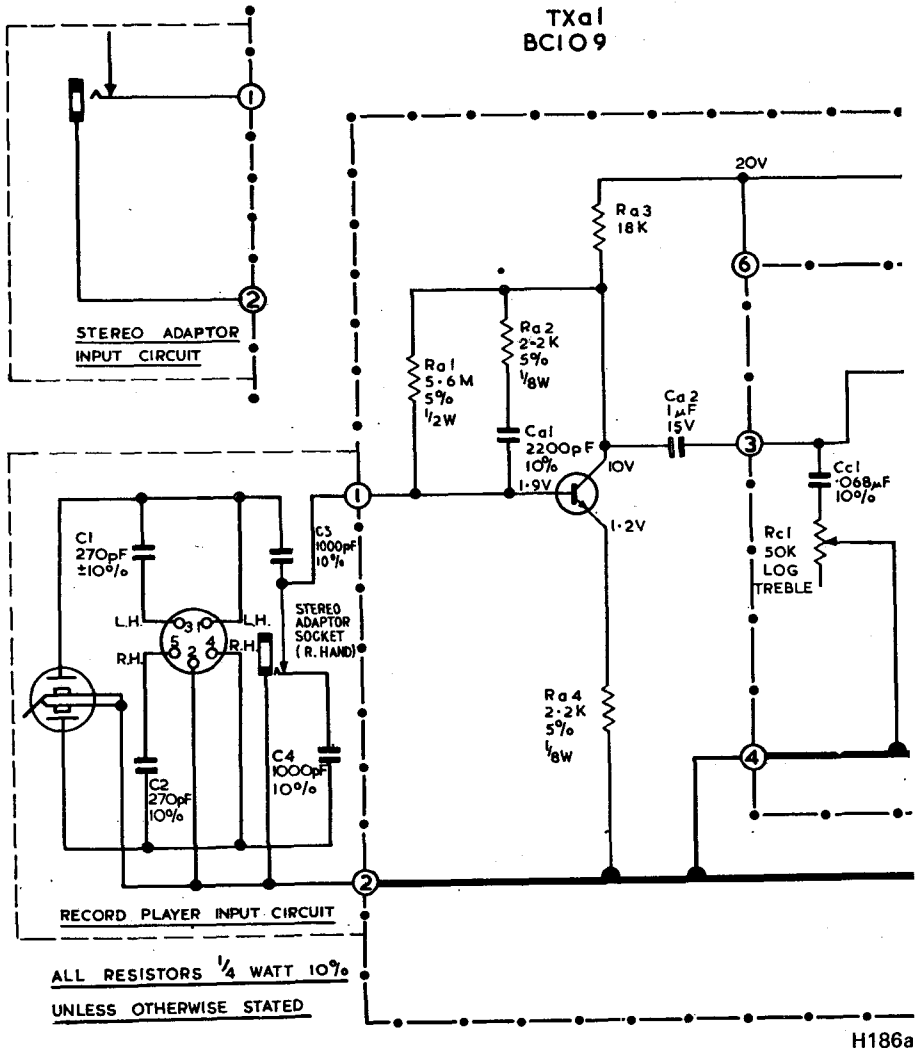 TXa1
BC109
1
2
STEREO ADAPTOR
INPUT CIRCUIT
20V
Ra3
18K
6
Ra1
5·6M
5%
1/2W
Ra2
2·2K
5%
1/8W
Ca1
2200pF
10%
Ca2
1µF
15V
3
10V
1·9V
1·2V
Cc1
·068µF
10%
Rc1
50K
LOG
TREBLE
1
C1
270pF
±10%
C3
1000pF
10%
L.H.
3
1
L.H.
5
4
2
R.H.
R.H.
STEREO
ADAPTOR
SOCKET
(R. HAND)
C2
270pF
10%
C4
1000pF
10%
Ra4
2·2K
5%
1/8W
4
2
RECORD PLAYER INPUT CIRCUIT
ALL RESISTORS 1/4 WATT 10%
UNLESS OTHERWISE STATED
H186a